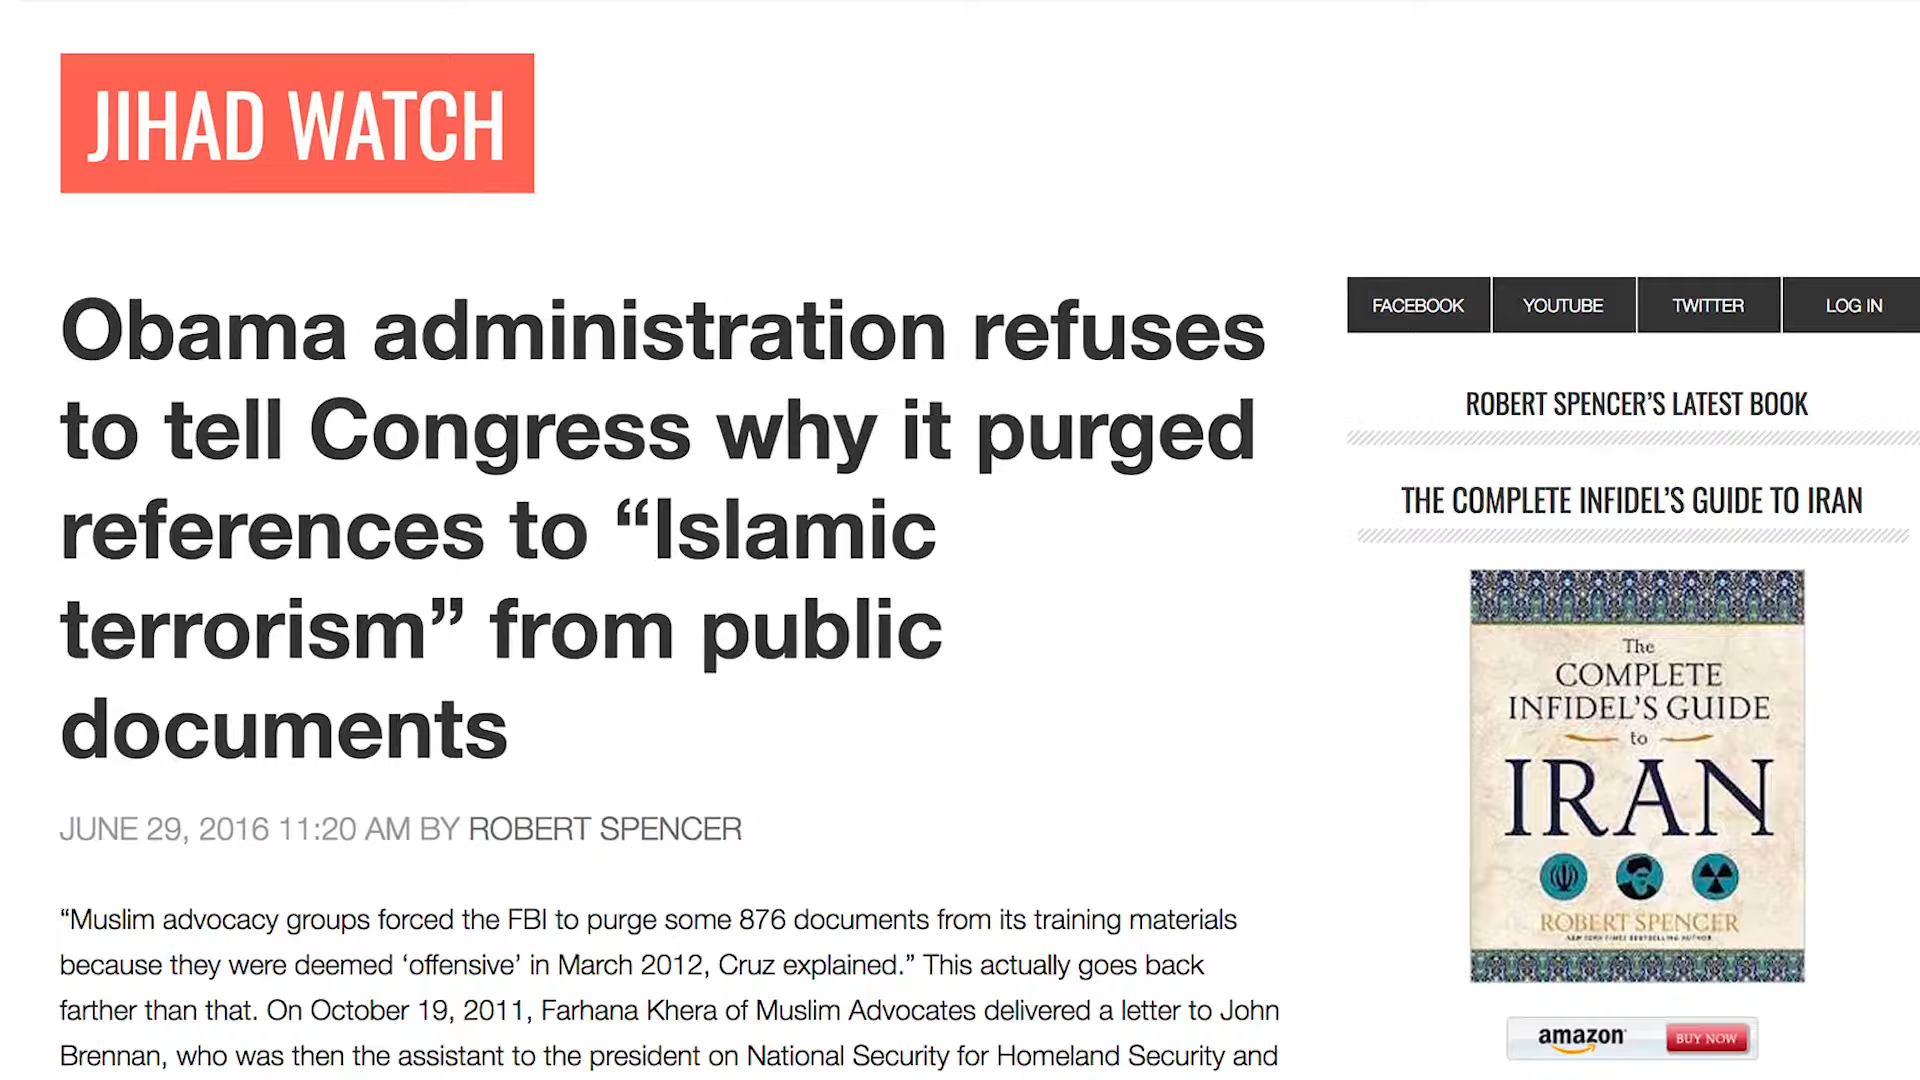 JIHAD WATCH
Obama administration refuses
to tell Congress why it purged
references to “Islamic
terrorism” from public
documents
JUNE 29, 2016 11:20 AM BY ROBERT SPENCER
“Muslim advocacy groups forced the FBI to purge some 876 documents from its training materials
because they were deemed ‘offensive’ in March 2012, Cruz explained.” This actually goes back
farther than that. On October 19, 2011, Farhana Khera of Muslim Advocates delivered a letter to John
Brennan, who was then the assistant to the president on National Security for Homeland Security and
FACEBOOK YOUTUBE TWITTER LOG IN
ROBERT SPENCER’S LATEST BOOK
THE COMPLETE INFIDEL’S GUIDE TO IRAN
The
COMPLETE
INFIDEL’S GUIDE
to
IRAN
ROBERT SPENCER
NEW YORK TIMES BESTSELLING AUTHOR
amazon BUY NOW